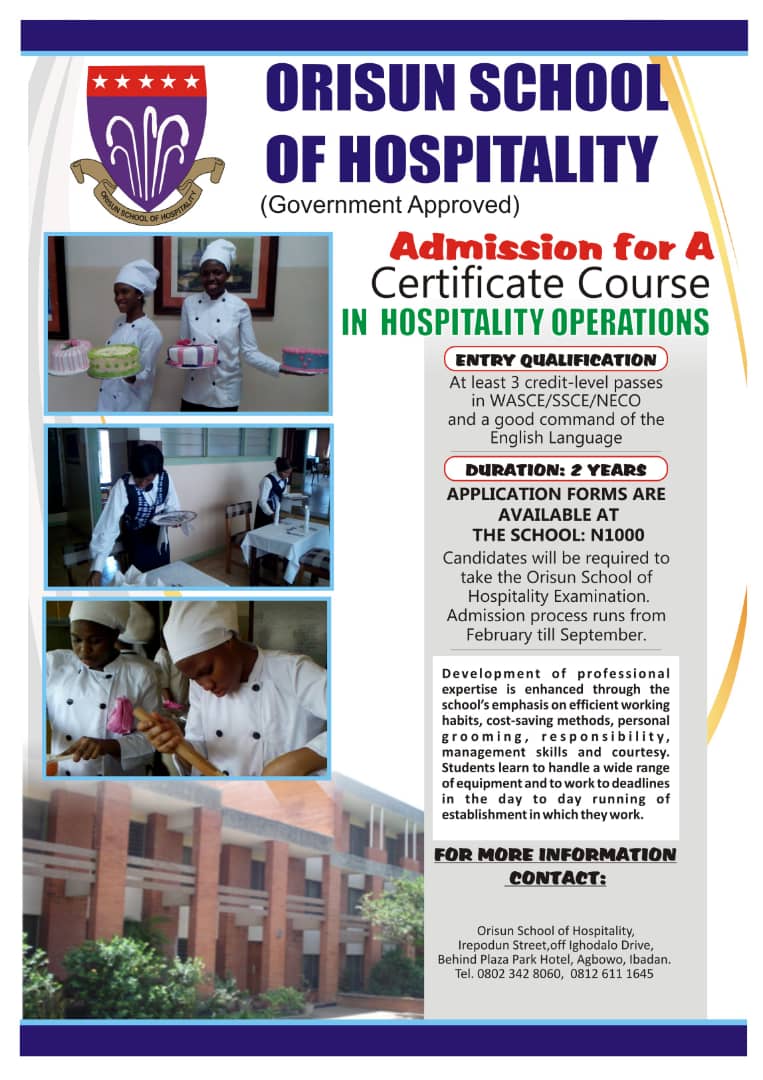 ORISUN SCHOOL
OF HOSPITALITY
(Government Approved)
ORISUN SCHOOL OF HOSPITALITY
Admission for A
Certificate Course
IN HOSPITALITY OPERATIONS
ENTRY QUALIFICATION
At least 3 credit-level passes
in WASCE/SSCE/NECO
and a good command of the
English Language
DURATION: 2 YEARS
APPLICATION FORMS ARE
AVAILABLE AT
THE SCHOOL: N1000
Candidates will be required to
take the Orisun School of
Hospitality Examination.
Admission process runs from
February till September.
Development of professional
expertise is enhanced through the
school's emphasis on efficient working
habits, cost-saving methods, personal
grooming, responsibility,
management skills and courtesy.
Students learn to handle a wide range
of equipment and to work to deadlines
in the day to day running of
establishment in which they work.
FOR MORE INFORMATION
CONTACT:
Orisun School of Hospitality,
Irepodun Street,off Ighodalo Drive,
Behind Plaza Park Hotel, Agbowo, Ibadan.
Tel. 0802 342 8060, 0812 611 1645